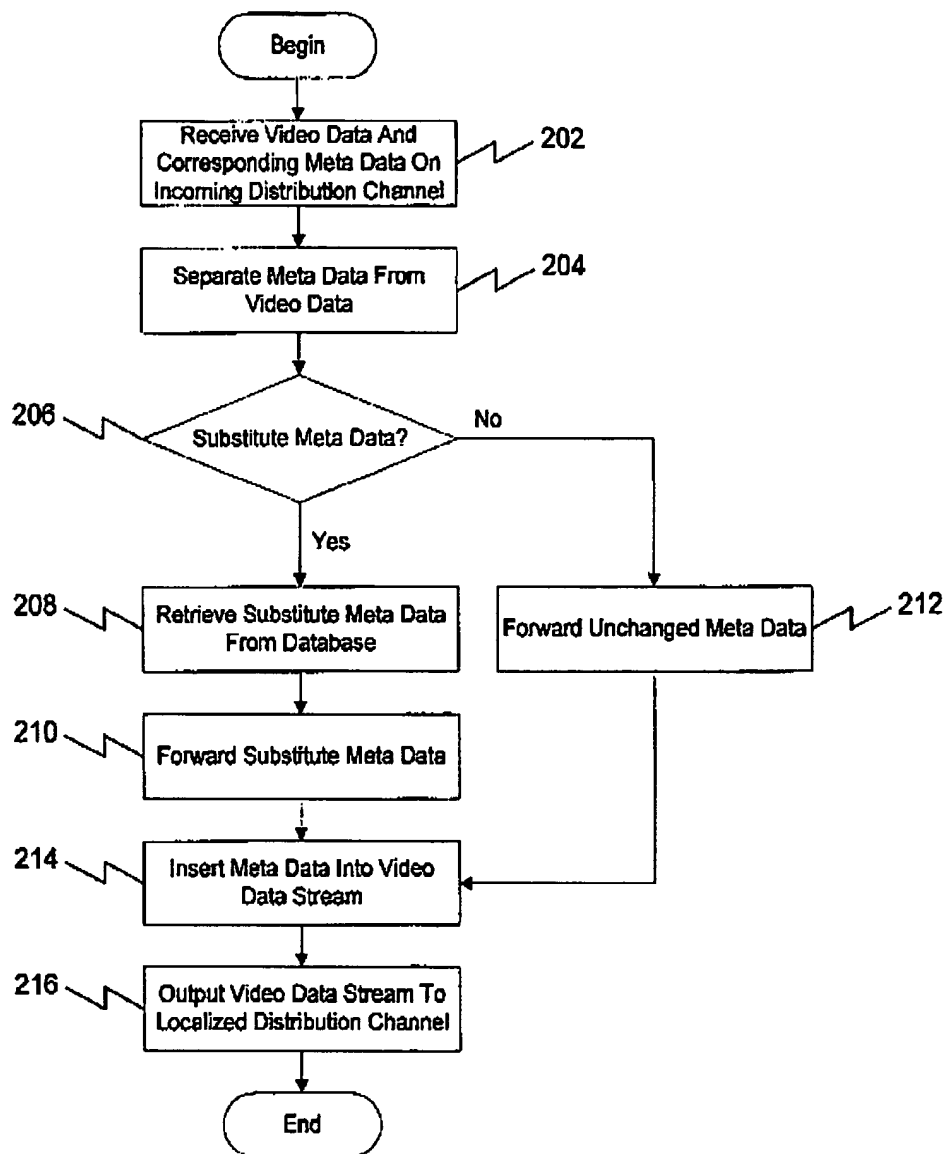 Begin
Receive Video Data And
Corresponding Meta Data On
Incoming Distribution Channel
202
Separate Meta Data From
Video Data
204
206
Substitute Meta Data?
No
Yes
208
Retrieve Substitute Meta Data
From Database
Forward Unchanged Meta Data
212
210
Forward Substitute Meta Data
214
Insert Meta Data Into Video
Data Stream
216
Output Video Data Stream To
Localized Distribution Channel
End